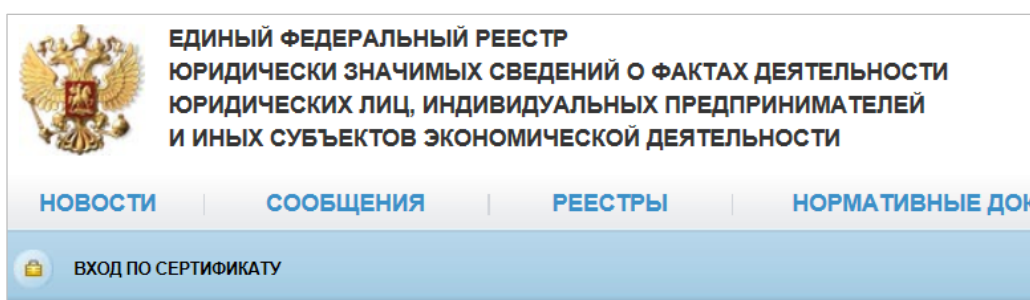 ЕДИНЫЙ ФЕДЕРАЛЬНЫЙ РЕЕСТР
ЮРИДИЧЕСКИ ЗНАЧИМЫХ СВЕДЕНИЙ О ФАКТАХ ДЕЯТЕЛЬНОСТИ
ЮРИДИЧЕСКИХ ЛИЦ, ИНДИВИДУАЛЬНЫХ ПРЕДПРИНИМАТЕЛЕЙ
И ИНЫХ СУБЪЕКТОВ ЭКОНОМИЧЕСКОЙ ДЕЯТЕЛЬНОСТИ
НОВОСТИ СООБЩЕНИЯ РЕЕСТРЫ НОРМАТИВНЫЕ
ВХОД ПО СЕРТИФИКАТУ